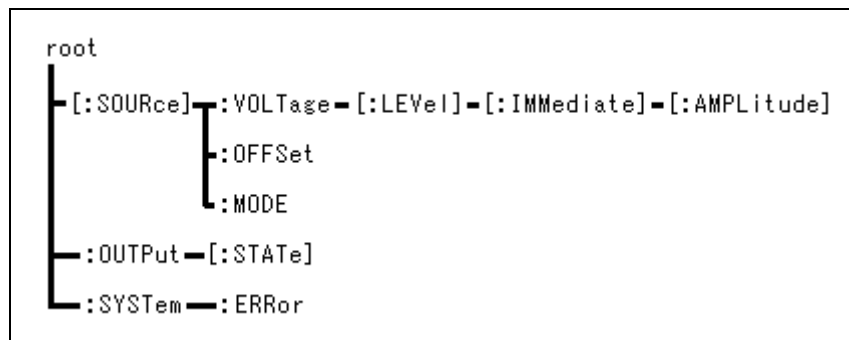 root
[:SOURce] :VOLTage [:LEVel] [:IMMediate] [:AMPLitude]
:OFFSet
:MODE
:OUTPut [:STATe]
:SYSTem :ERRor